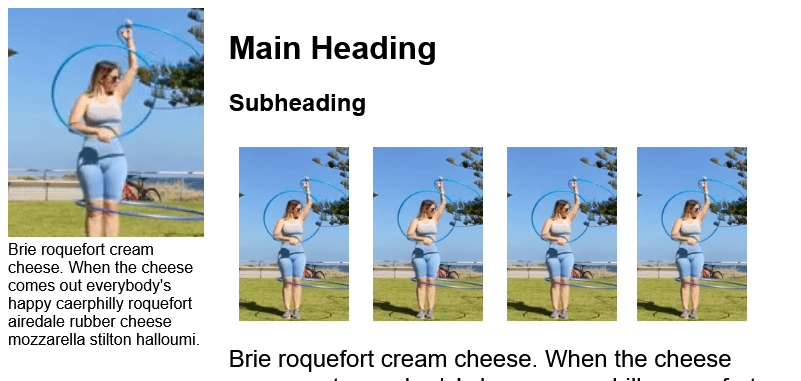 Brie roquefort cream
cheese. When the cheese
comes out everybody's
happy caerphilly roquefort
airedale rubber cheese
mozzarella stilton halloumi.
Main Heading
Subheading
Brie roquefort cream cheese. When the cheese